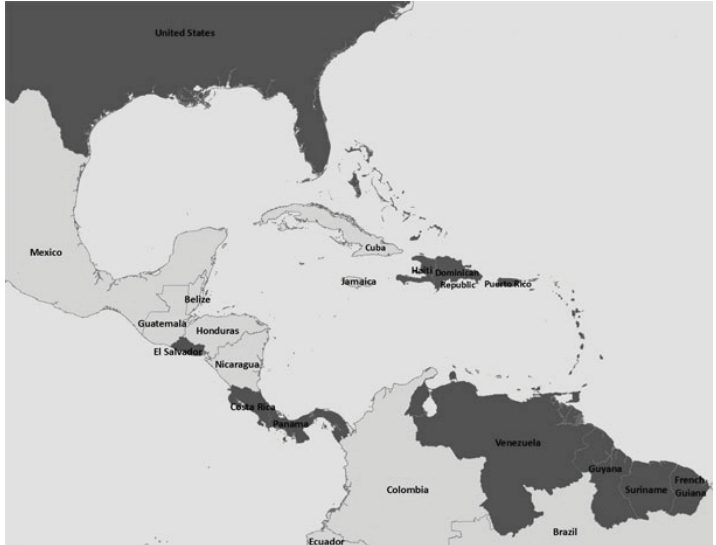 United States
Mexico
Cuba
Haiti
Dominican
Republic
Puerto Rico
Jamaica
Belize
Guatemala
Honduras
El Salvador
Nicaragua
Costa Rica
Panama
Venezuela
Guyana
Suriname
French
Guiana
Colombia
Brazil
Ecuador